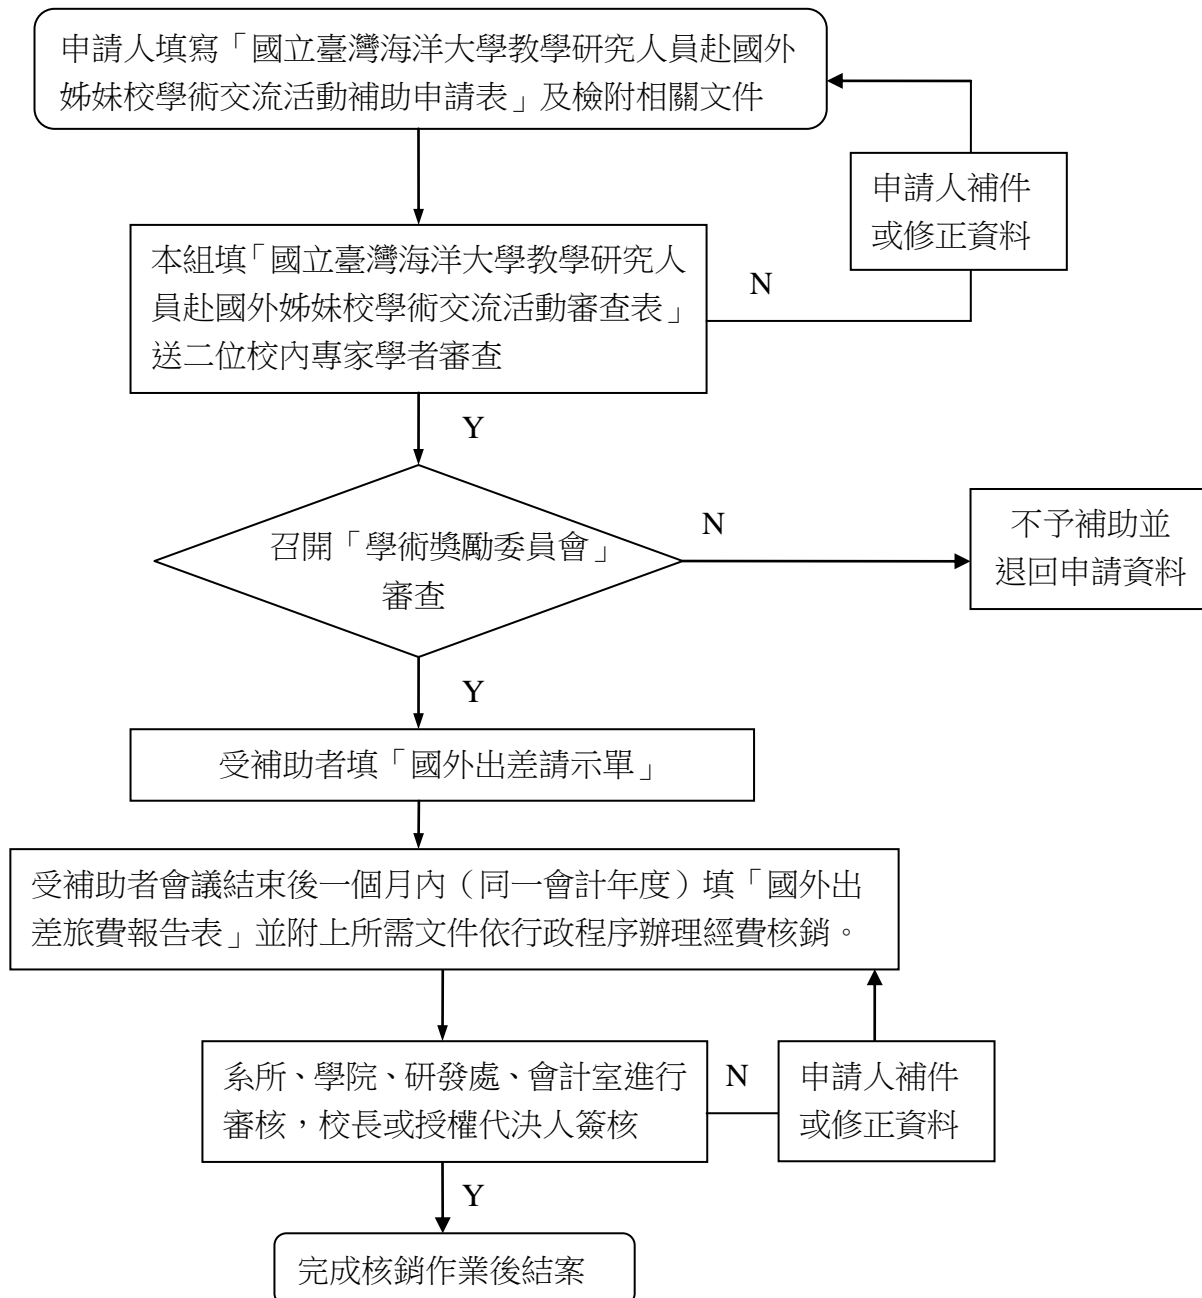 申請人填寫「國立臺灣海洋大學教學研究人員赴國外
姊妹校學術交流活動補助申請表」及檢附相關文件
申請人補件
或修正資料
本組填「國立臺灣海洋大學教學研究人
員赴國外姊妹校學術交流活動審查表」
送二位校內專家學者審查
N
Y
召開「學術獎勵委員會」
審查
N
不予補助並
退回申請資料
Y
受補助者填「國外出差請示單」
受補助者會議結束後一個月內（同一會計年度）填「國外出
差旅費報告表」並附上所需文件依行政程序辦理經費核銷。
系所、學院、研發處、會計室進行
審核，校長或授權代決人簽核
N
申請人補件
或修正資料
Y
完成核銷作業後結案